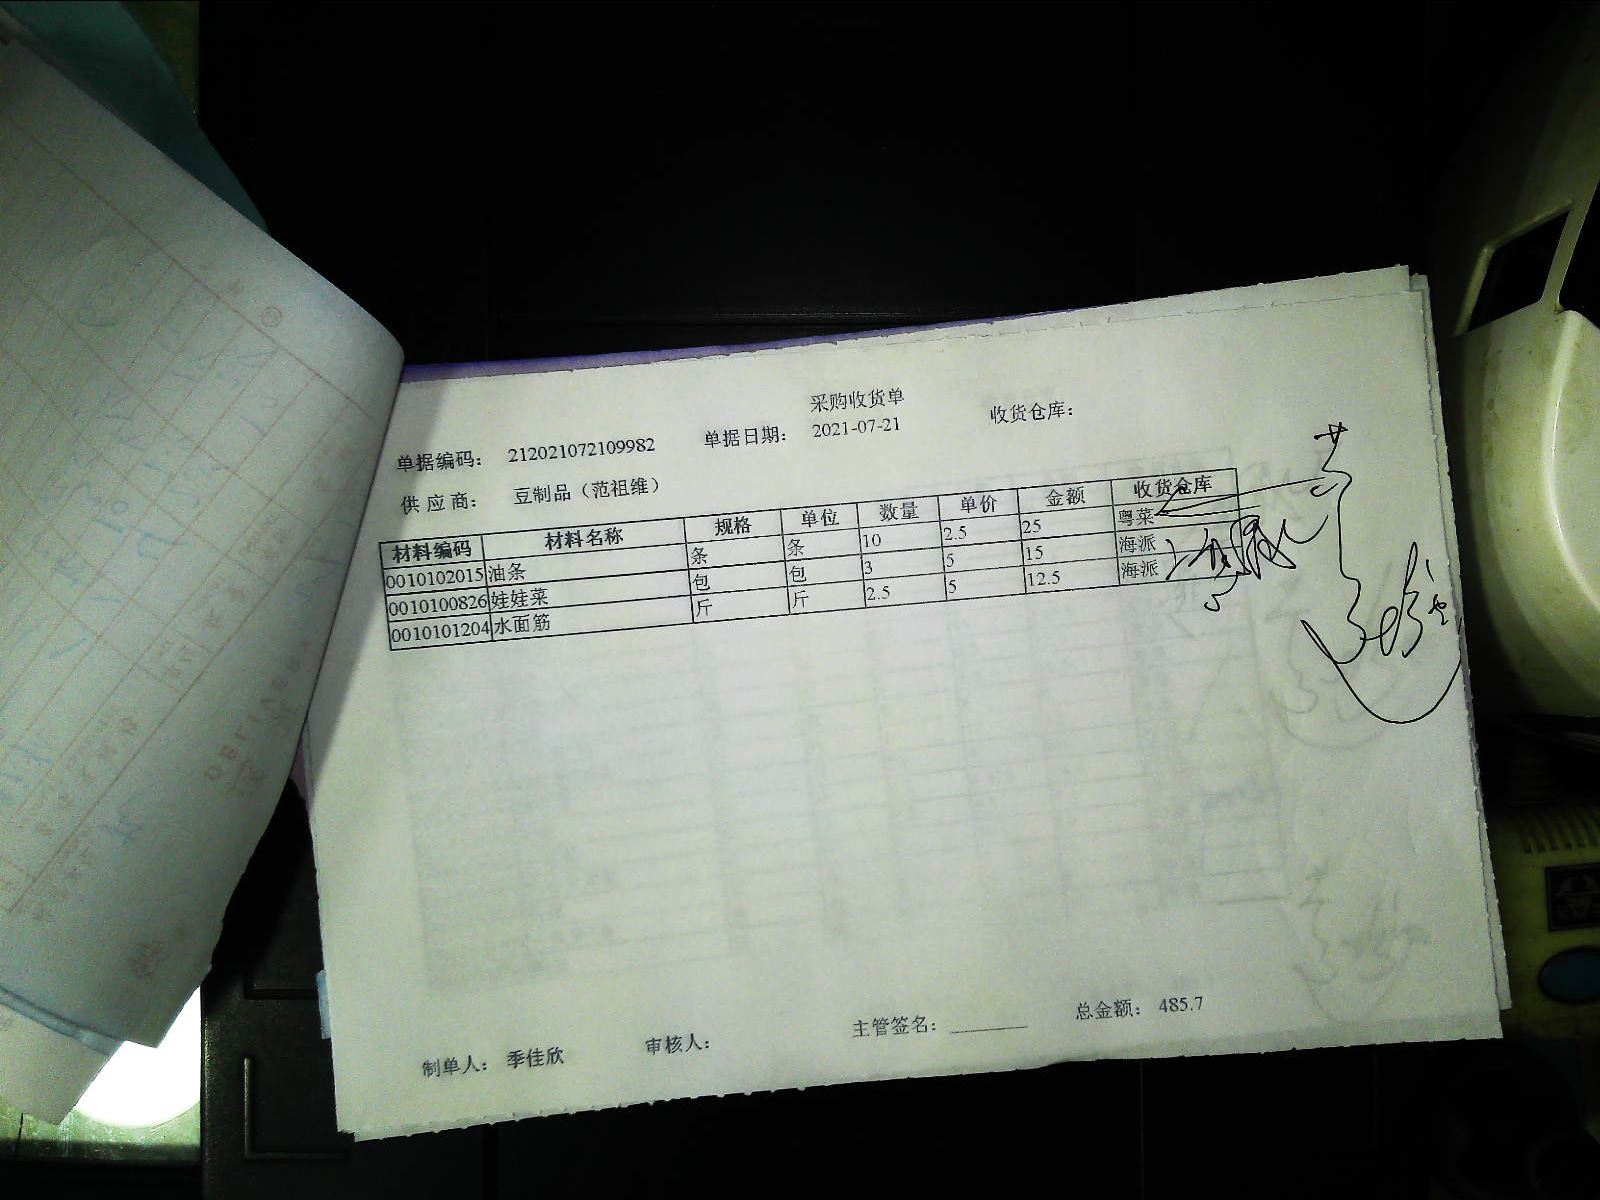 采购收货单
单据编码： 212021072109982 单据日期： 2021-07-21 收货仓库：
供 应 商： 豆制品（范祖维）
材料编码 材料名称 规格 单位 数量 单价 金额 收货仓库
0010102015 油条 条 条 10 2.5 25 粤菜
0010100826 娃娃菜 包 包 3 5 15 海派
0010101204 水面筋 斤 斤 2.5 5 12.5 海派
制单人： 季佳欣 审核人： 主管签名： 总金额： 485.7